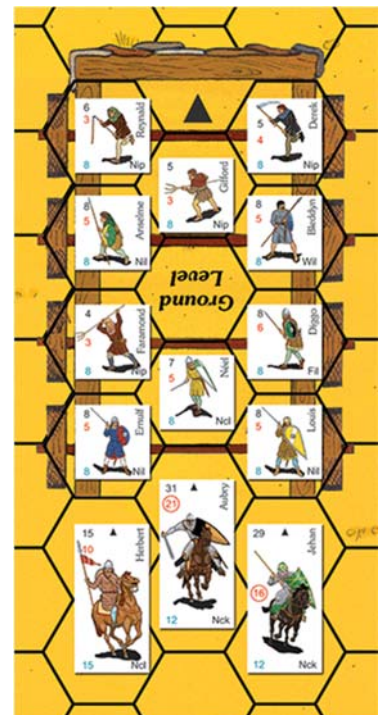 6
3
Reynald
8
Nip
5
4
Derek
8
Nip
5
3
Gifford
8
Nip
8
5
Anselme
8
Nil
8
5
Bleddyn
8
Wil
Ground
Level
4
3
Faramond
8
Nip
8
6
Diggo
8
Fil
7
5
Néel
8
Ncl
8
5
Ernulf
8
Nil
8
5
Louis
8
Nil
31
21
Aubry
12
Nck
15
10
Herbert
15
Ncl
29
16
Jehan
12
Nck